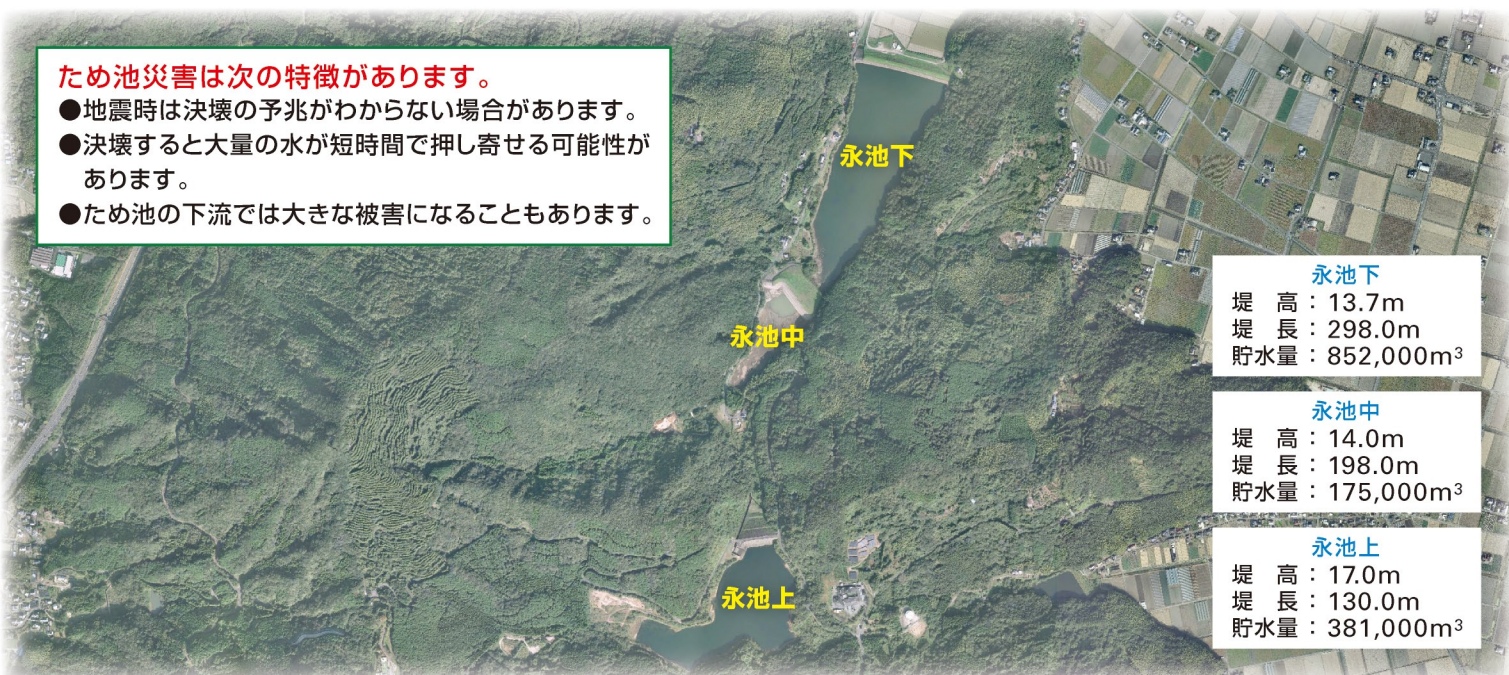 ため池災害は次の特徴があります。
●地震時は決壊の予兆がわからない場合があります。
●決壊すると大量の水が短時間で押し寄せる可能性が
あります。
●ため池の下流では大きな被害になることもあります。
永池下
永池中
永池上
永池下
堤　高：13.7m
堤　長：298.0m
貯水量：852,000m³
永池中
堤　高：14.0m
堤　長：198.0m
貯水量：175,000m³
永池上
堤　高：17.0m
堤　長：130.0m
貯水量：381,000m³